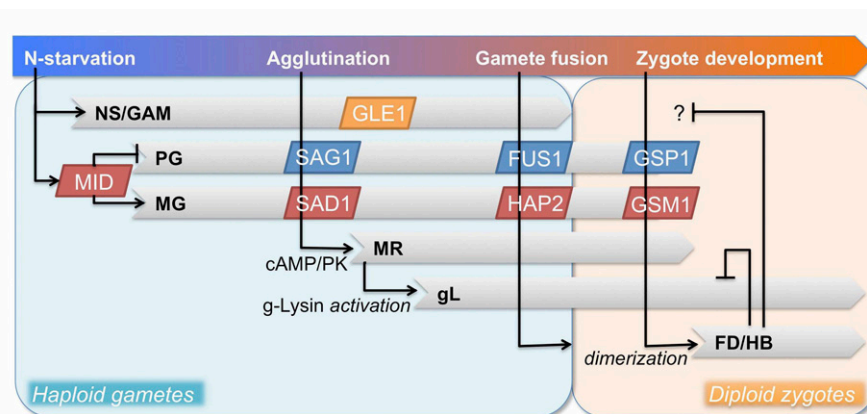 N-starvation Agglutination Gamete fusion Zygote development
NS/GAM GLE1 ?
PG SAG1 FUS1 GSP1
MID
MG SAD1 HAP2 GSM1
MR
cAMP/PK
gL
g-Lysin activation
FD/HB
dimerization
Haploid gametes Diploid zygotes